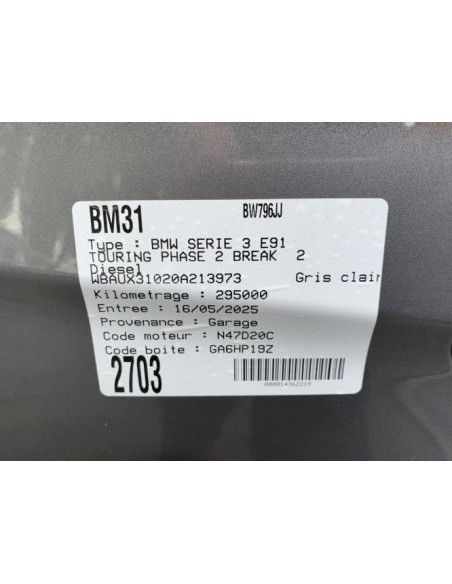 BM31 BW796JJ
Type : BMW SERIE 3 E91
TOURING PHASE 2 BREAK 2
Diesel
WBAUX31020A213973 Gris clair
Kilometrage : 295000
Entree : 16/05/2025
Provenance : Garage
Code moteur : N47D20C
Code boite : GA6HP19Z
2703
000014362219